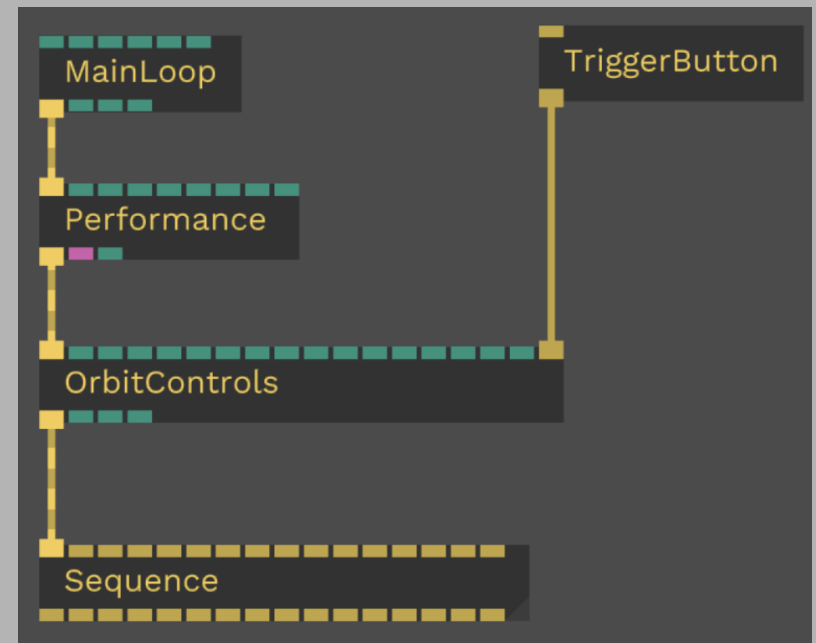 MainLoop
TriggerButton
Performance
OrbitControls
Sequence